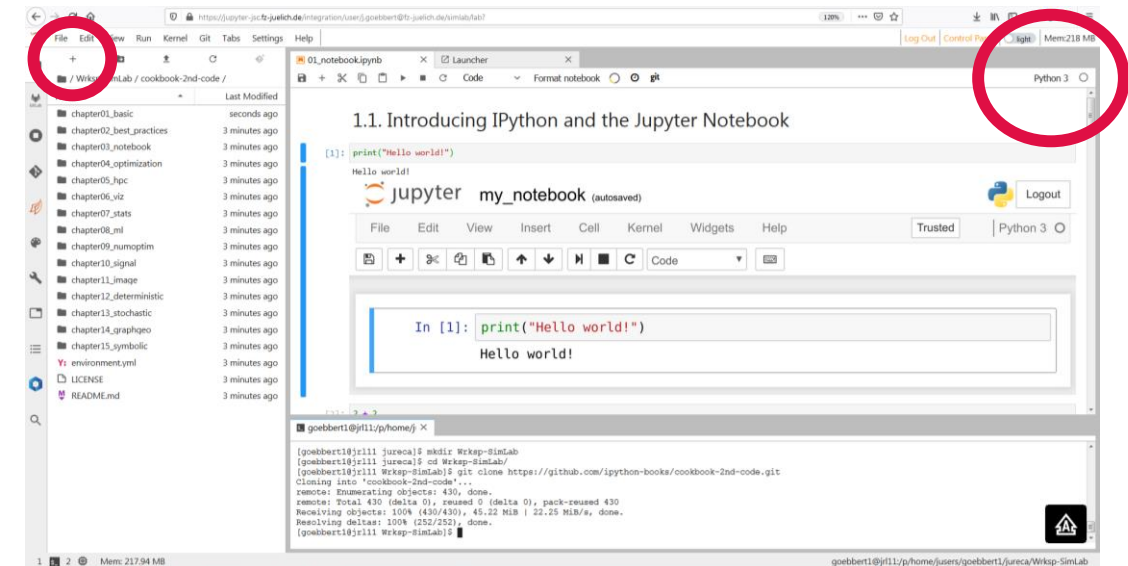 https://jupyter-jsc.fz-juelich.de/integration/user/j.goebbert@fz-juelich.de/simlab/lab?
120%
File Edit View Run Kernel Git Tabs Settings Help
Log Out Control light Mem:218 MB
01_notebook.ipynb Launcher
Code Format notebook git Python 3
/ Wrksp-SimLab / cookbook-2nd-code /
Last Modified
chapter01_basic seconds ago
chapter02_best_practices 3 minutes ago
chapter03_notebook 3 minutes ago
chapter04_optimization 3 minutes ago
chapter05_hpc 3 minutes ago
chapter06_viz 3 minutes ago
chapter07_stats 3 minutes ago
chapter08_ml 3 minutes ago
chapter09_numoptim 3 minutes ago
chapter10_signal 3 minutes ago
chapter11_image 3 minutes ago
chapter12_deterministic 3 minutes ago
chapter13_stochastic 3 minutes ago
chapter14_graphgeo 3 minutes ago
chapter15_symbolic 3 minutes ago
Y: environment.yml 3 minutes ago
LICENSE 3 minutes ago
README.md 3 minutes ago
1.1. Introducing IPython and the Jupyter Notebook
[1]: print("Hello world!")
Hello world!
jupyter my_notebook (autosaved) Logout
File Edit View Insert Cell Kernel Widgets Help Trusted Python 3
Code
In [1]: print("Hello world!")
Hello world!
goebbert1@jrl11:/p/home/j
[goebbert1@jrl11 jureca]$ mkdir Wrksp-SimLab
[goebbert1@jrl11 jureca]$ cd Wrksp-SimLab/
[goebbert1@jrl11 Wrksp-SimLab]$ git clone https://github.com/ipython-books/cookbook-2nd-code.git
Cloning into 'cookbook-2nd-code'...
remote: Enumerating objects: 430, done.
remote: Total 430 (delta 0), reused 0 (delta 0), pack-reused 430
Receiving objects: 100% (430/430), 45.22 MiB | 22.25 MiB/s, done.
Resolving deltas: 100% (252/252), done.
[goebbert1@jrl11 Wrksp-SimLab]$
1 2 Mem: 217.94 MB goebbert1@jrl11:/p/home/jusers/goebbert1/jureca/Wrksp-SimLab